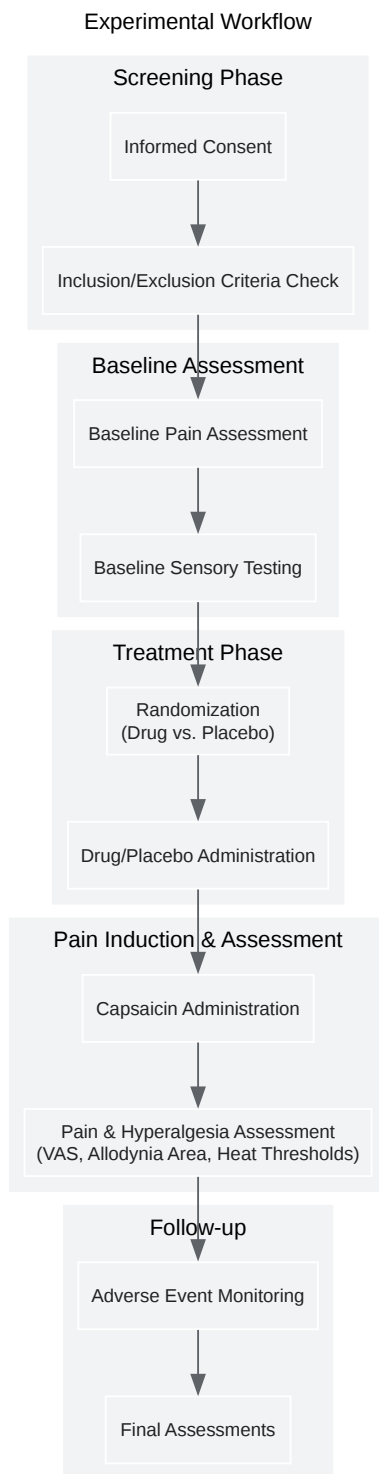 Experimental Workflow
Screening Phase
Informed Consent
Inclusion/Exclusion Criteria Check
Baseline Assessment
Baseline Pain Assessment
Baseline Sensory Testing
Treatment Phase
Randomization
(Drug vs. Placebo)
Drug/Placebo Administration
Pain Induction & Assessment
Capsaicin Administration
Pain & Hyperalgesia Assessment
(VAS, Allodynia Area, Heat Thresholds)
Follow-up
Adverse Event Monitoring
Final Assessments